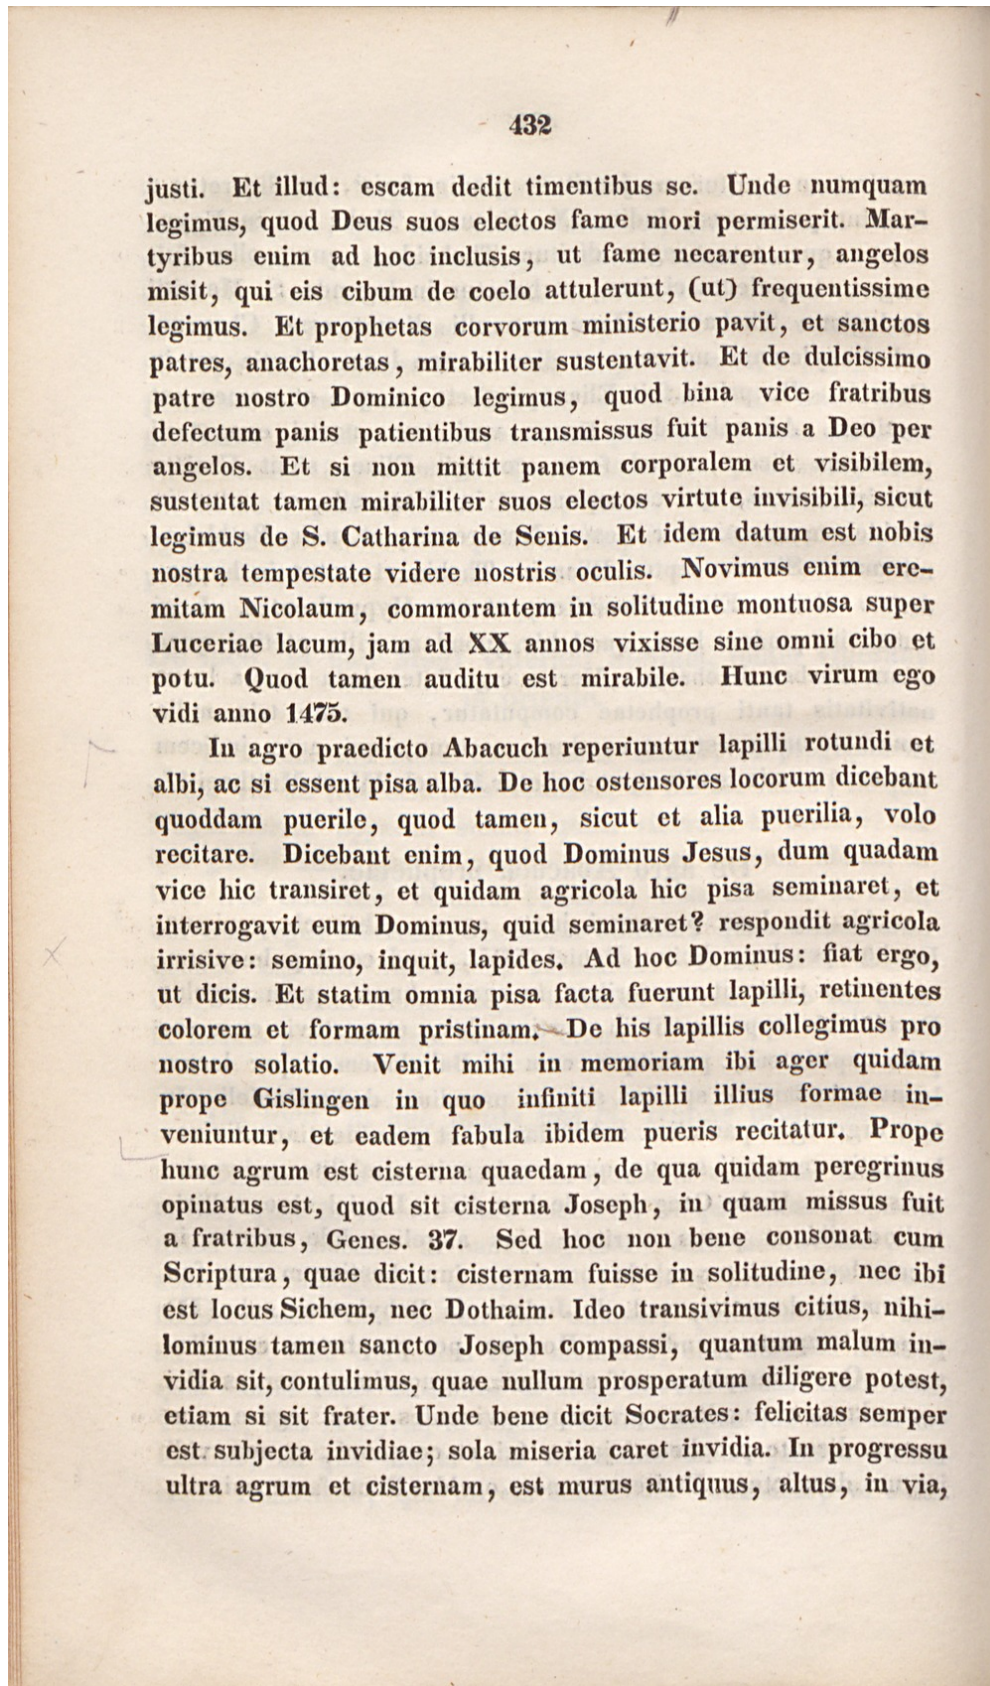 432
justi. Et illud: escam dedit timentibus se. Unde numquam
legimus, quod Deus suos electos fame mori permiserit. Mar-
tyribus enim ad hoc inclusis, ut fame necarentur, angelos
misit, qui eis cibum de coelo attulerunt, (ut) frequentissime
legimus. Et prophetas corvorum ministerio pavit, et sanctos
patres, anachoretas, mirabiliter sustentavit. Et de dulcissimo
patre nostro Dominico legimus, quod bina vice fratribus
defectum panis patientibus transmissus fuit panis a Deo per
angelos. Et si non mittit panem corporalem et visibilem,
sustentat tamen mirabiliter suos electos virtute invisibili, sicut
legimus de S. Catharina de Senis. Et idem datum est nobis
nostra tempestate videre nostris oculis. Novimus enim ere-
mitam Nicolaum, commorantem in solitudine montuosa super
Luceriae lacum, jam ad XX annos vixisse sine omni cibo et
potu. Quod tamen auditu est mirabile. Hunc virum ego
vidi anno 1475.
In agro praedicto Abacuch reperiuntur lapilli rotundi et
albi, ac si essent pisa alba. De hoc ostensores locorum dicebant
quoddam puerile, quod tamen, sicut et alia puerilia, volo
recitare. Dicebant enim, quod Dominus Jesus, dum quadam
vice hic transiret, et quidam agricola hic pisa seminaret, et
interrogavit eum Dominus, quid seminaret? respondit agricola
irrisive: semino, inquit, lapides. Ad hoc Dominus: fiat ergo,
ut dicis. Et statim omnia pisa facta fuerunt lapilli, retinentes
colorem et formam pristinam. De his lapillis collegimus pro
nostro solatio. Venit mihi in memoriam ibi ager quidam
prope Gislingen in quo infiniti lapilli illius formae in-
veniuntur, et eadem fabula ibidem pueris recitatur. Prope
hunc agrum est cisterna quaedam, de qua quidam peregrinus
opinatus est, quod sit cisterna Joseph, in quam missus fuit
a fratribus, Genes. 37. Sed hoc non bene consonat cum
Scriptura, quae dicit: cisternam fuisse in solitudine, nec ibi
est locus Sichem, nec Dothaim. Ideo transivimus citius, nihi-
lominus tamen sancto Joseph compassi, quantum malum in-
vidia sit, contulimus, quae nullum prosperatum diligere potest,
etiam si sit frater. Unde bene dicit Socrates: felicitas semper
est subjecta invidiae; sola miseria caret invidia. In progressu
ultra agrum et cisternam, est murus antiquus, altus, in via,